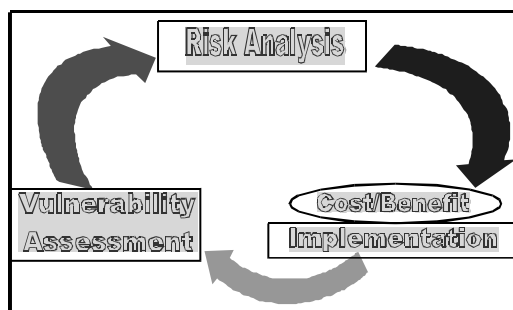 Risk Analysis
Cost/Benefit
Implementation
Vulnerability
Assessment